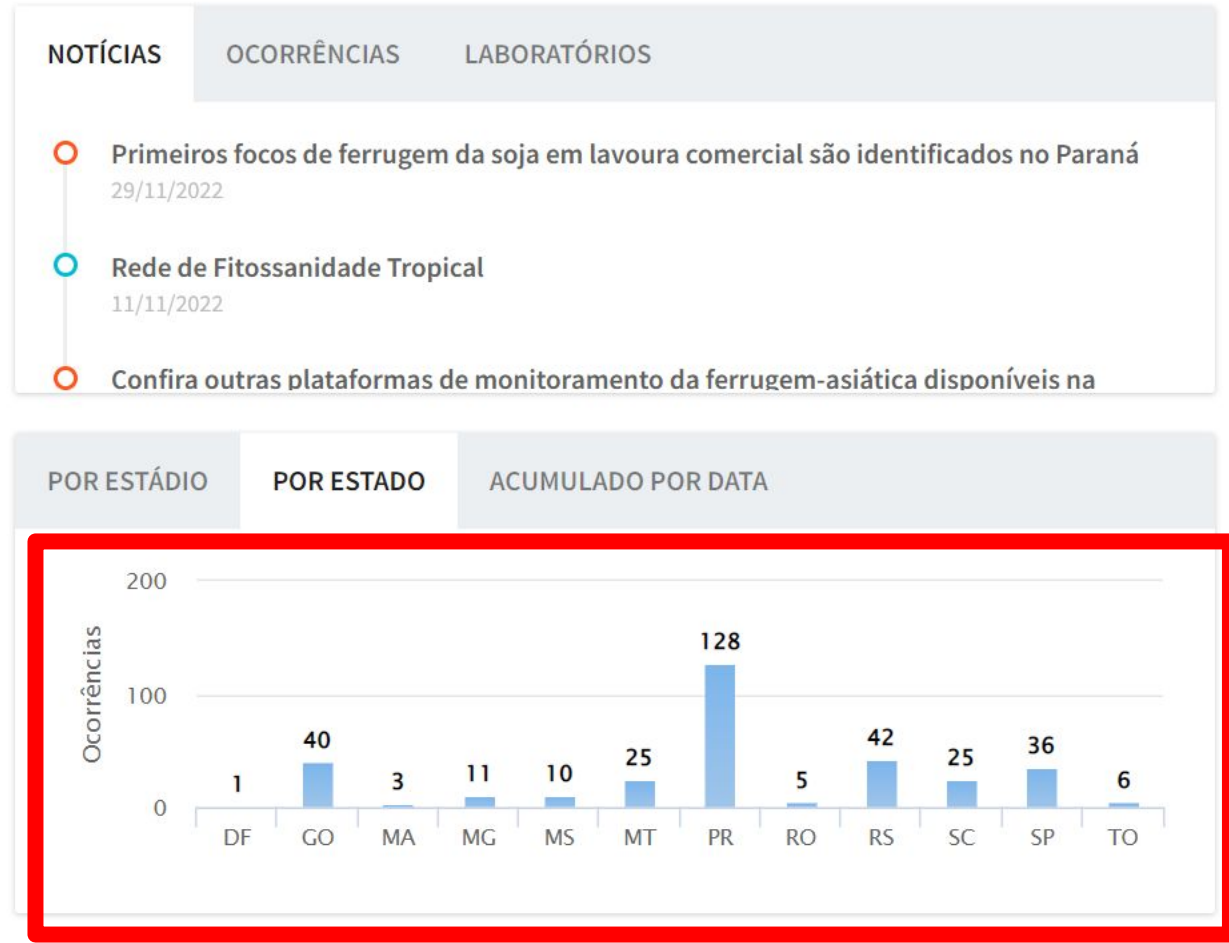 NOTÍCIAS OCORRÊNCIAS LABORATÓRIOS
Primeiros focos de ferrugem da soja em lavoura comercial são identificados no Paraná
29/11/2022
Rede de Fitossanidade Tropical
11/11/2022
Confira outras plataformas de monitoramento da ferrugem-asiática disponíveis na
POR ESTÁDIO POR ESTADO ACUMULADO POR DATA
Ocorrências
200
100
0
1 40 3 11 10 25 128 5 42 25 36 6
DF GO MA MG MS MT PR RO RS SC SP TO